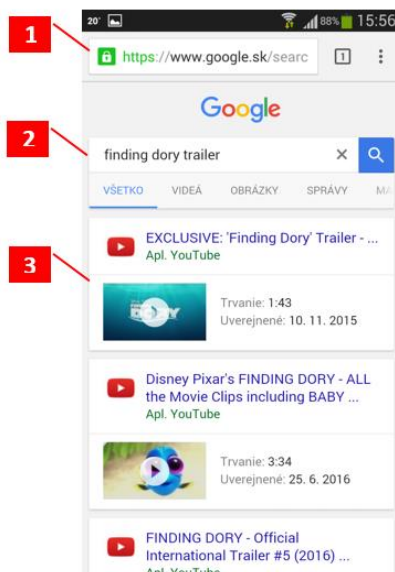 20°
88%
15:56
1
https://www.google.sk/searc
1
Google
2
finding dory trailer
VŠETKO VIDEÁ OBRÁZKY SPRÁVY
EXCLUSIVE: 'Finding Dory' Trailer - ...
Apl. YouTube
3
DORY
Trvanie: 1:43
Uverejnené: 10. 11. 2015
Disney Pixar's FINDING DORY - ALL
the Movie Clips including BABY ...
Apl. YouTube
Trvanie: 3:34
Uverejnené: 25. 6. 2016
FINDING DORY - Official
International Trailer #5 (2016) ...
Apl. YouTube